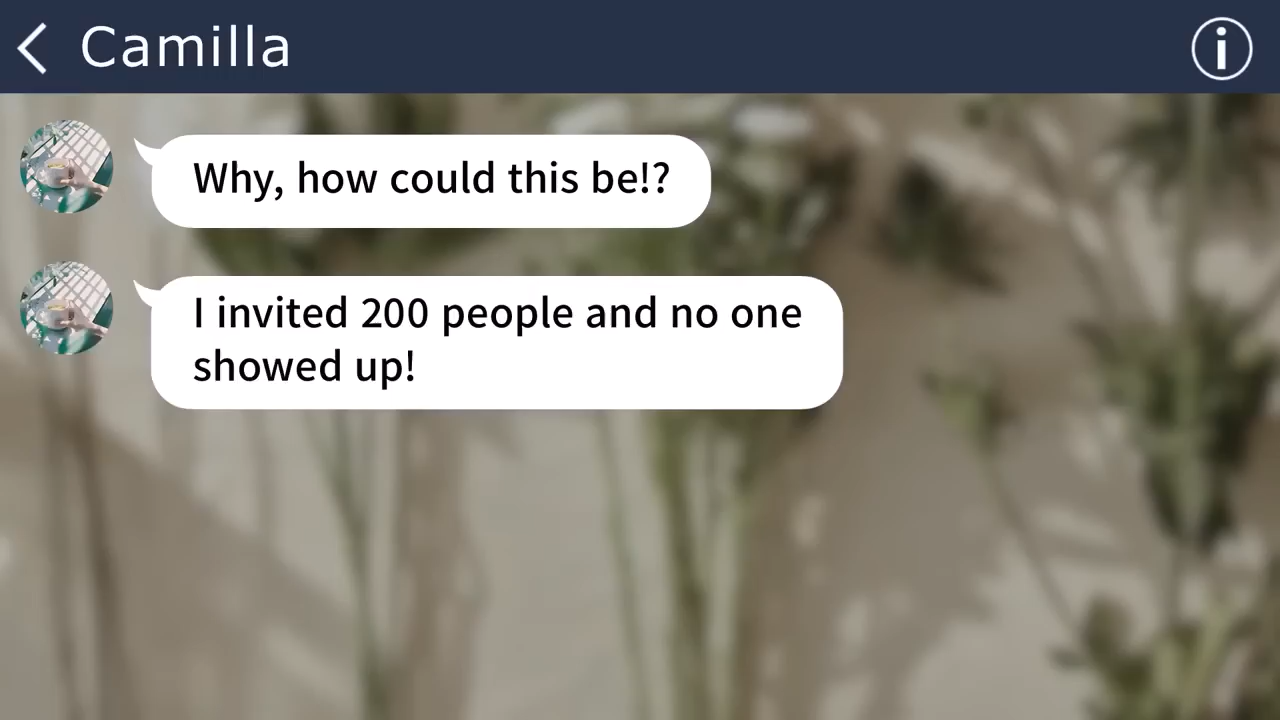 Camilla
Why, how could this be!?
I invited 200 people and no one
showed up!